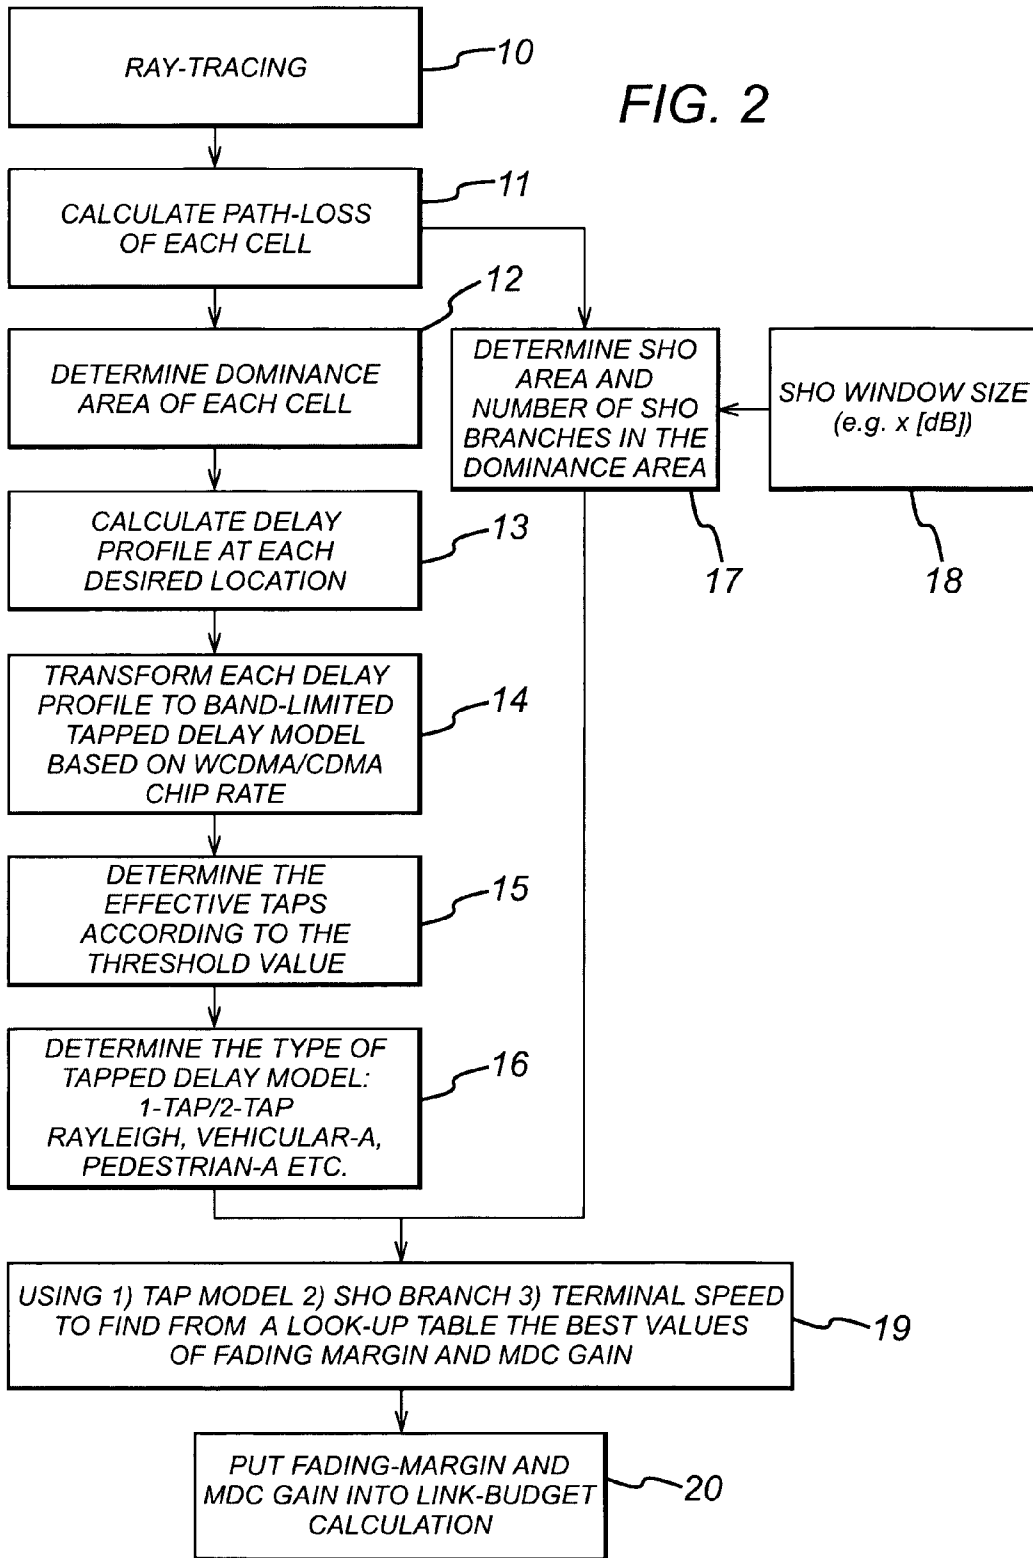 FIG. 2
RAY-TRACING
10
CALCULATE PATH-LOSS
OF EACH CELL
11
DETERMINE DOMINANCE
AREA OF EACH CELL
12
CALCULATE DELAY
PROFILE AT EACH
DESIRED LOCATION
13
TRANSFORM EACH DELAY
PROFILE TO BAND-LIMITED
TAPPED DELAY MODEL
BASED ON WCDMA/CDMA
CHIP RATE
14
DETERMINE THE
EFFECTIVE TAPS
ACCORDING TO THE
THRESHOLD VALUE
15
DETERMINE THE TYPE OF
TAPPED DELAY MODEL:
1-TAP/2-TAP
RAYLEIGH, VEHICULAR-A,
PEDESTRIAN-A ETC.
16
DETERMINE SHO
AREA AND
NUMBER OF SHO
BRANCHES IN THE
DOMINANCE AREA
17
SHO WINDOW SIZE
(e.g. x [dB])
18
USING 1) TAP MODEL 2) SHO BRANCH 3) TERMINAL SPEED
TO FIND FROM A LOOK-UP TABLE THE BEST VALUES
OF FADING MARGIN AND MDC GAIN
19
PUT FADING-MARGIN AND
MDC GAIN INTO LINK-BUDGET
CALCULATION
20